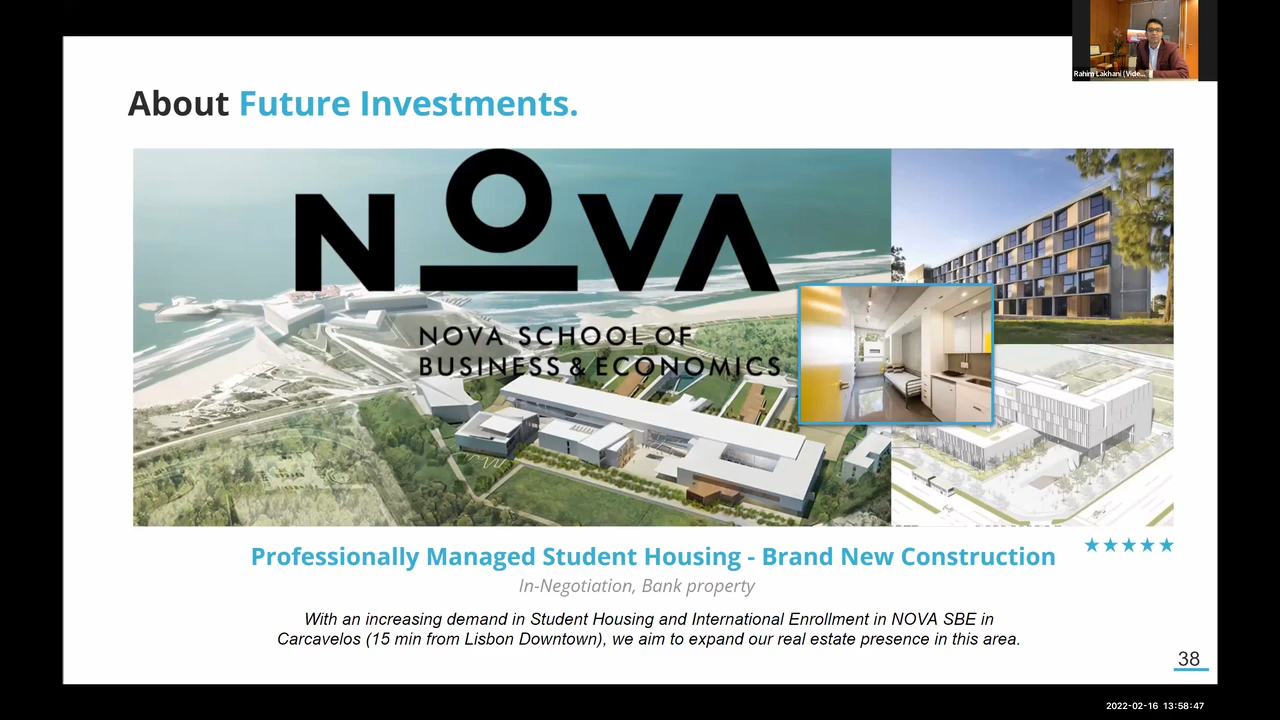 Rahim Lakhani (Vide...
About Future Investments.
NOVA
NOVA SCHOOL OF
BUSINESS & ECONOMICS
Professionally Managed Student Housing - Brand New Construction
In-Negotiation, Bank property
With an increasing demand in Student Housing and International Enrollment in NOVA SBE in
Carcavelos (15 min from Lisbon Downtown), we aim to expand our real estate presence in this area.
38
2022-02-16 13:58:47